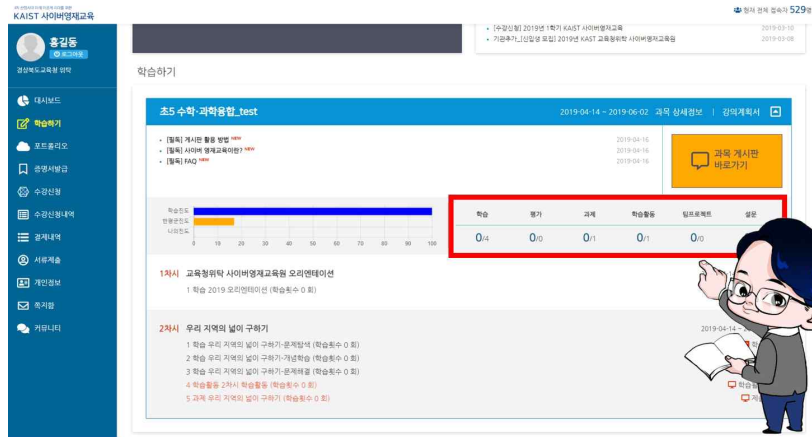 KAIST 사이버영재교육
현재 전체 접속자 529명
홍길동
로그아웃
경상북도교육청 위탁
대시보드
학습하기
포트폴리오
증명서발급
수강신청
수강신청내역
결제내역
서류제출
개인정보
쪽지함
커뮤니티
[수강신청] 2019년 1학기 KAIST 사이버영재교육 2019-03-10
기관추가_[신입생 모집] 2019년 KAST 교육청위탁 사이버영재교육원 2019-03-08
학습하기
초5 수학·과학융합_test 2019-04-14 ~ 2019-06-02 과목 상세정보 | 강의계획서
[필독] 게시판 활용 방법 NEW 2019-04-16
[필독] 사이버 영재교육이란? NEW 2019-04-16
[필독] FAQ NEW 2019-04-16
과목 게시판
바로가기
학습진도
반평균진도
나의진도
0 10 20 30 40 50 60 70 80 90 100
학습 평가 과제 학습활동 팀프로젝트 설문
0/4 0/0 0/1 0/1 0/0
1차시 교육청위탁 사이버영재교육원 오리엔테이션
1 학습 2019 오리엔테이션 (학습횟수 0 회)
2차시 우리 지역의 넓이 구하기 2019-04-14 ~
1 학습 우리 지역의 넓이 구하기-문제탐색 (학습횟수 0 회)
2 학습 우리 지역의 넓이 구하기-개념학습 (학습횟수 0 회)
3 학습 우리 지역의 넓이 구하기-문제해결 (학습횟수 0 회)
4 학습활동 2차시 학습활동 (학습횟수 0 회)
5 과제 우리 지역의 넓이 구하기 (학습횟수 0 회)